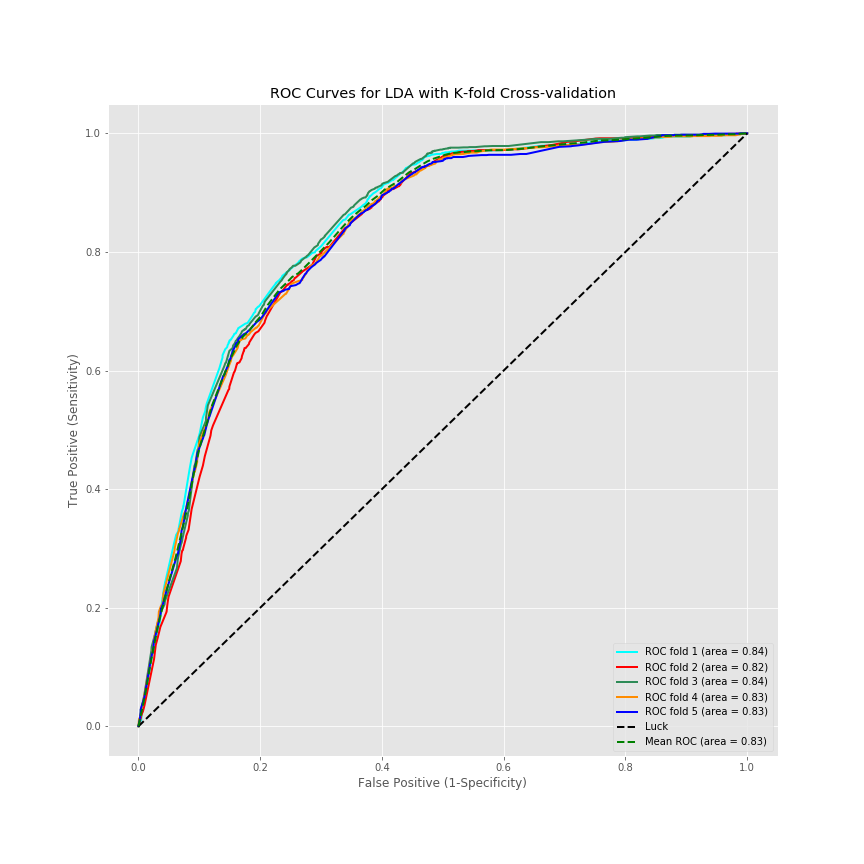 ROC Curves for LDA with K-fold Cross-validation
1.0
0.8
0.6
0.4
0.2
0.0
True Positive (Sensitivity)
ROC fold 1 (area = 0.84)
ROC fold 2 (area = 0.82)
ROC fold 3 (area = 0.84)
ROC fold 4 (area = 0.83)
ROC fold 5 (area = 0.83)
Luck
Mean ROC (area = 0.83)
0.0 0.2 0.4 0.6 0.8 1.0
False Positive (1-Specificity)